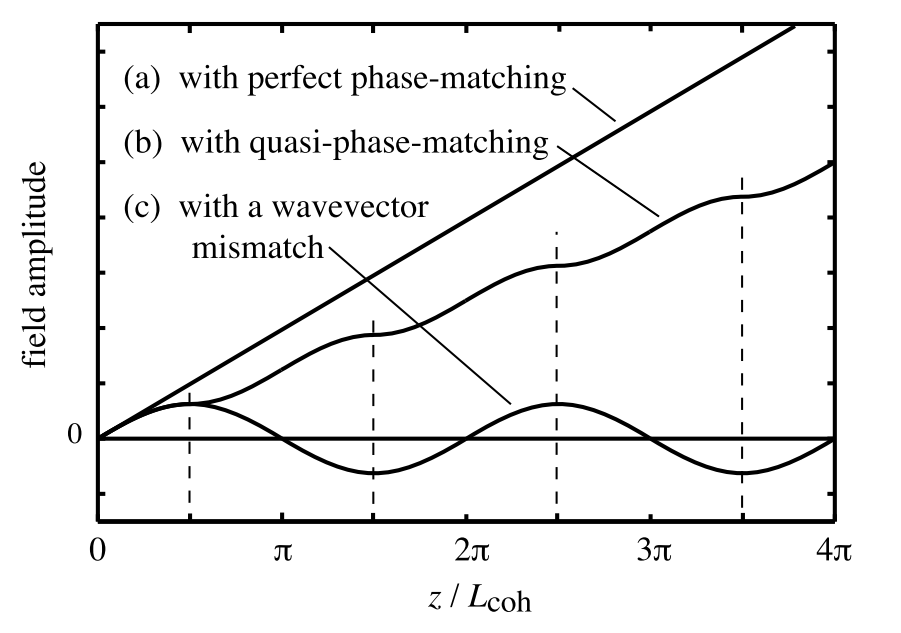 (a) with perfect phase-matching
(b) with quasi-phase-matching
(c) with a wavevector
mismatch
field amplitude
0
0 π 2π 3π 4π
z / Lcoh